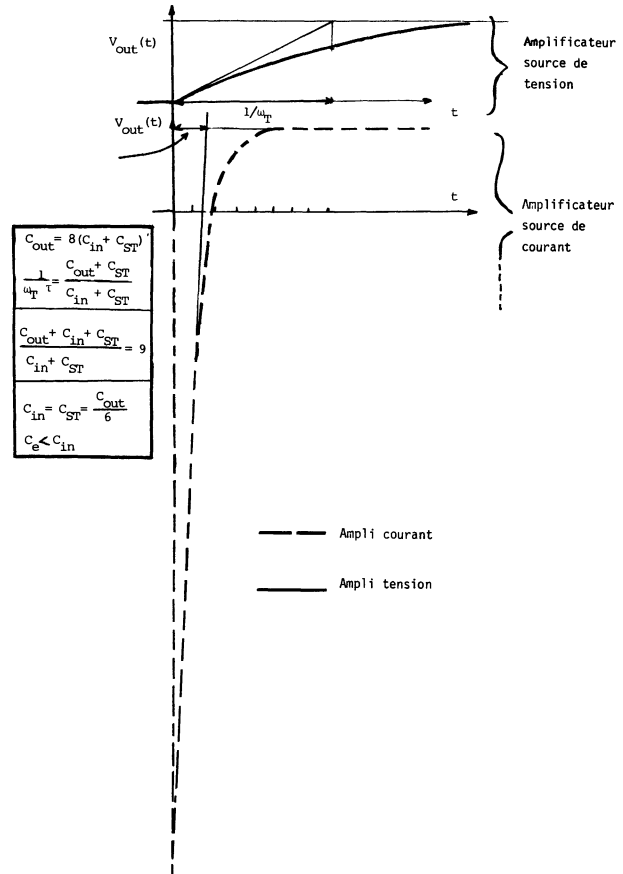 V_out(t)
Amplificateur
source de
tension
1/ω_T
t
V_out(t)
t
Amplificateur
source de
courant
C_out = 8(C_in + C_ST)
1/ω_T τ = (C_out + C_ST)/(C_in + C_ST)
(C_out + C_in + C_ST)/(C_in + C_ST) = 9
C_in = C_ST = C_out/6
C_e < C_in
Ampli courant
Ampli tension